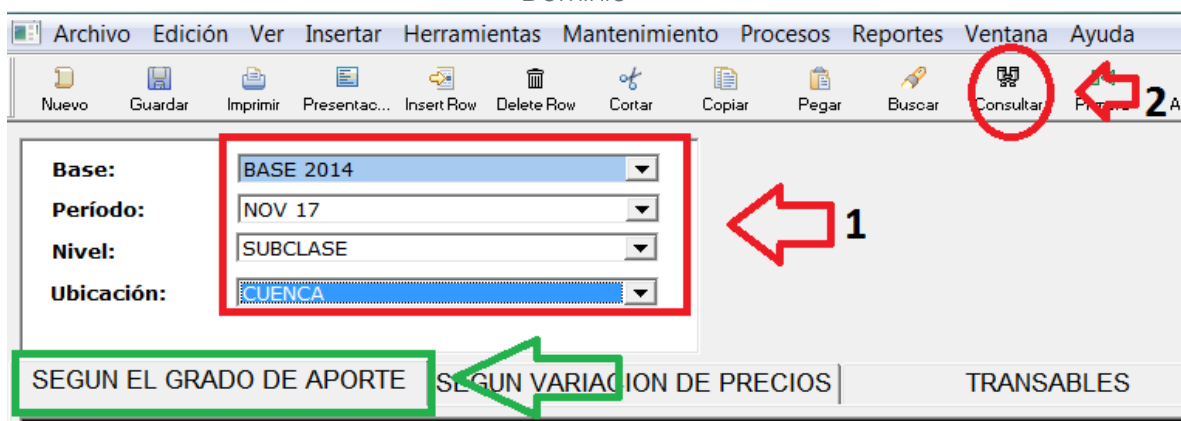 Archivo Edición Ver Insertar Herramientas Mantenimiento Procesos Reportes Ventana Ayuda
Nuevo Guardar Imprimir Presentac... Insert Row Delete Row Cortar Copiar Pegar Buscar Consultar 2 A
Base: BASE 2014
Período: NOV 17
1
Nivel: SUBCLASE
Ubicación: CUENCA
SEGUN EL GRADO DE APORTE SEGUN VARIACION DE PRECIOS TRANSABLES